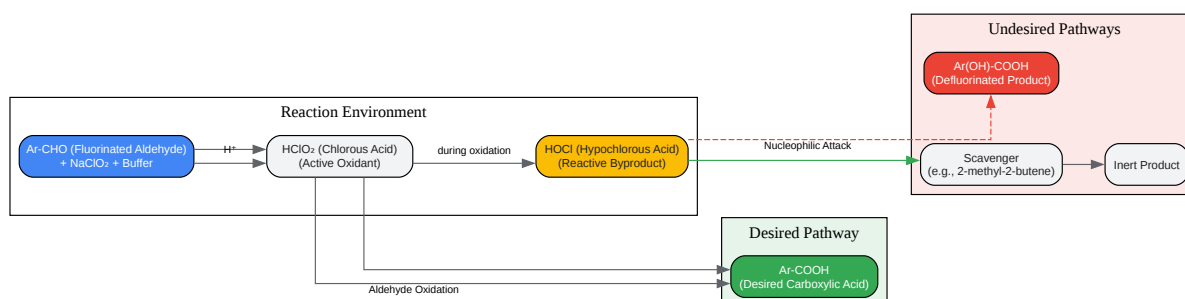 Undesired Pathways
Ar(OH)-COOH
(Defluorinated Product)
Reaction Environment
Ar-CHO (Fluorinated Aldehyde)
+ NaClO₂ + Buffer
H⁺
HClO₂ (Chlorous Acid)
(Active Oxidant)
during oxidation
HOCl (Hypochlorous Acid)
(Reactive Byproduct)
Nucleophilic Attack
Scavenger
(e.g., 2-methyl-2-butene)
Inert Product
Desired Pathway
Ar-COOH
(Desired Carboxylic Acid)
Aldehyde Oxidation